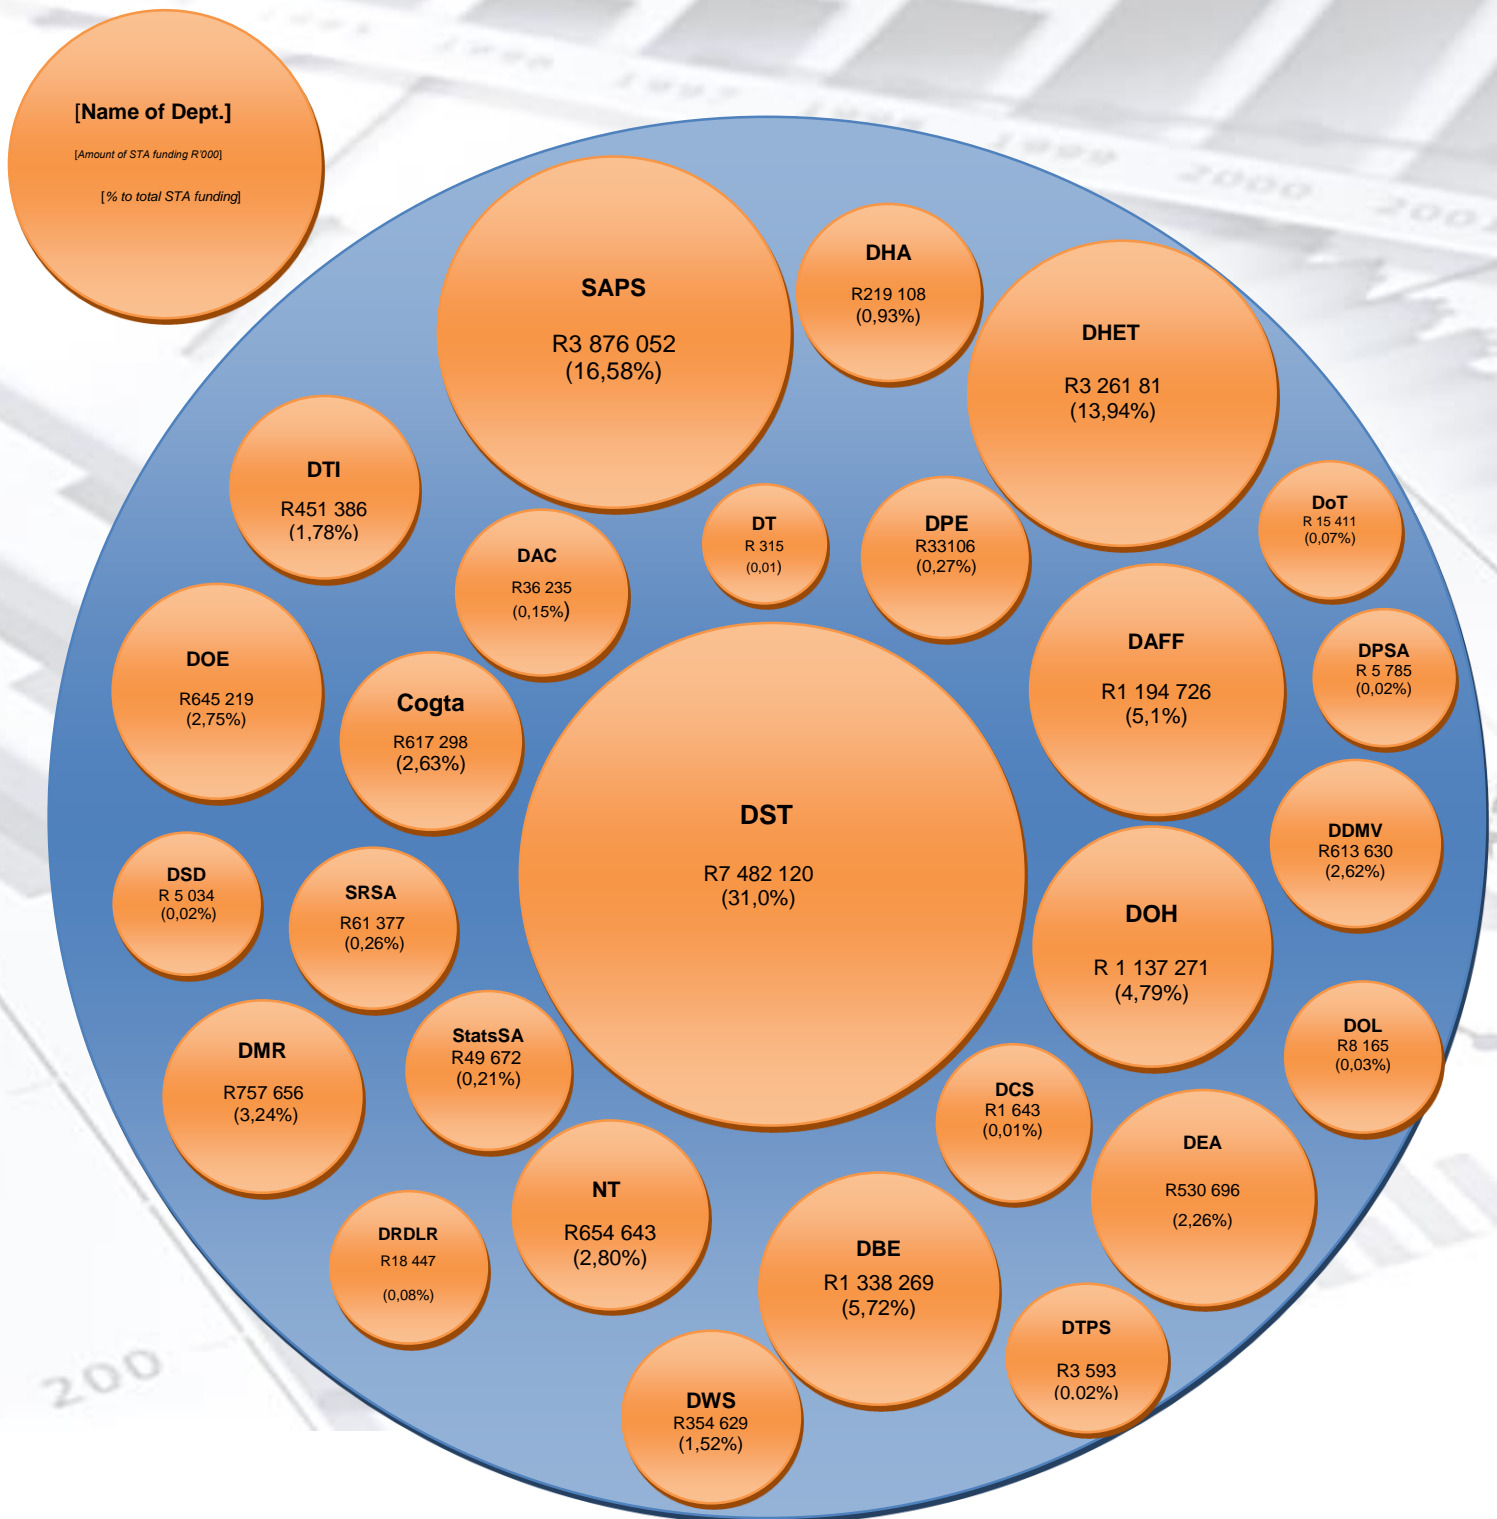 [Name of Dept.]
[Amount of STA funding R'000]
[% to total STA funding]
1996
1997
1998
1999
2000
2001
SAPS
R3 876 052
(16,58%)
DHA
R219 108
(0,93%)
DHET
R3 261 81
(13,94%)
DTI
R451 386
(1,78%)
DAC
R36 235
(0,15%)
DT
R 315
(0,01)
DPE
R33106
(0,27%)
DoT
R 15 411
(0,07%)
DOE
R645 219
(2,75%)
Cogta
R617 298
(2,63%)
DAFF
R1 194 726
(5,1%)
DPSA
R 5 785
(0,02%)
DST
R7 482 120
(31,0%)
DDMV
R613 630
(2,62%)
DSD
R 5 034
(0,02%)
SRSA
R61 377
(0,26%)
DOH
R 1 137 271
(4,79%)
DMR
R757 656
(3,24%)
StatsSA
R49 672
(0,21%)
DOL
R8 165
(0,03%)
DCS
R1 643
(0,01%)
DEA
R530 696
(2,26%)
NT
R654 643
(2,80%)
DRDLR
R18 447
(0,08%)
DBE
R1 338 269
(5,72%)
DTPS
R3 593
(0,02%)
DWS
R354 629
(1,52%)
200